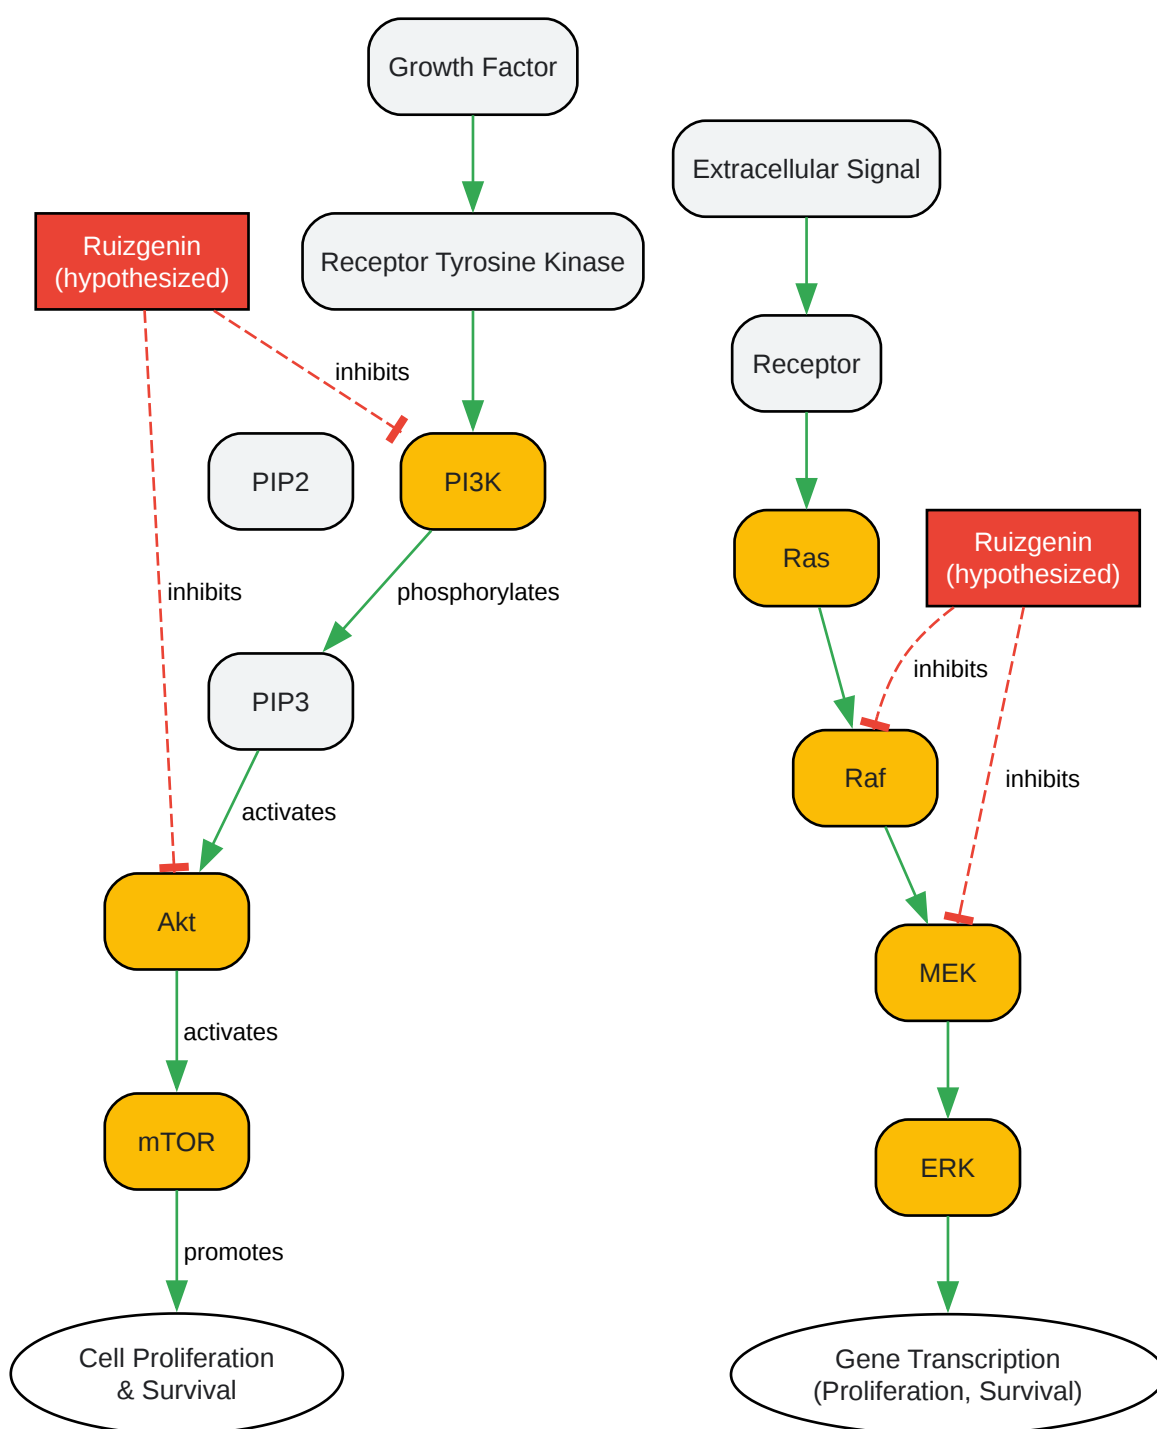 Growth Factor
Receptor Tyrosine Kinase
Ruizgenin
(hypothesized)
inhibits
PIP2
PI3K
inhibits
phosphorylates
PIP3
activates
Akt
activates
mTOR
promotes
Cell Proliferation
& Survival
Extracellular Signal
Receptor
Ras
Ruizgenin
(hypothesized)
inhibits
Raf
inhibits
MEK
ERK
Gene Transcription
(Proliferation, Survival)